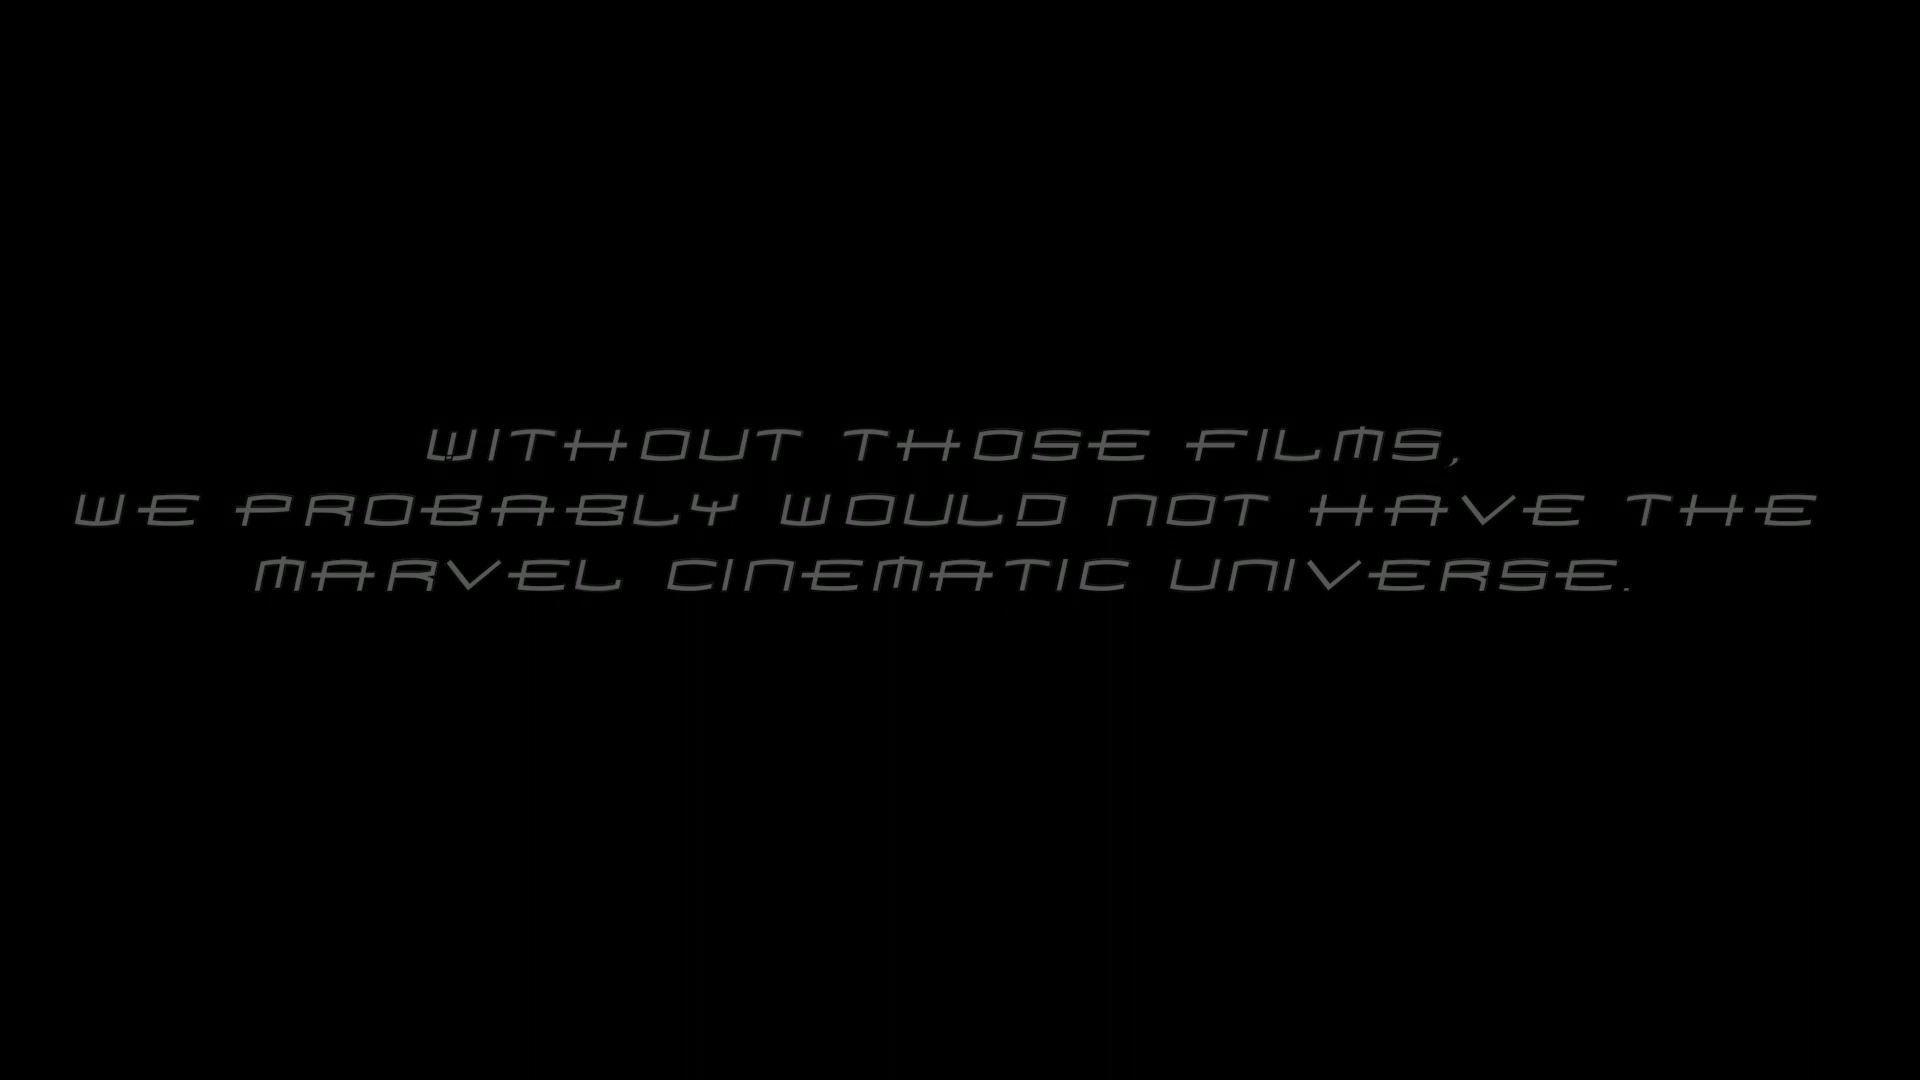 WITHOUT THOSE FILMS,
WE PROBABLY WOULD NOT HAVE THE
MARVEL CINEMATIC UNIVERSE.